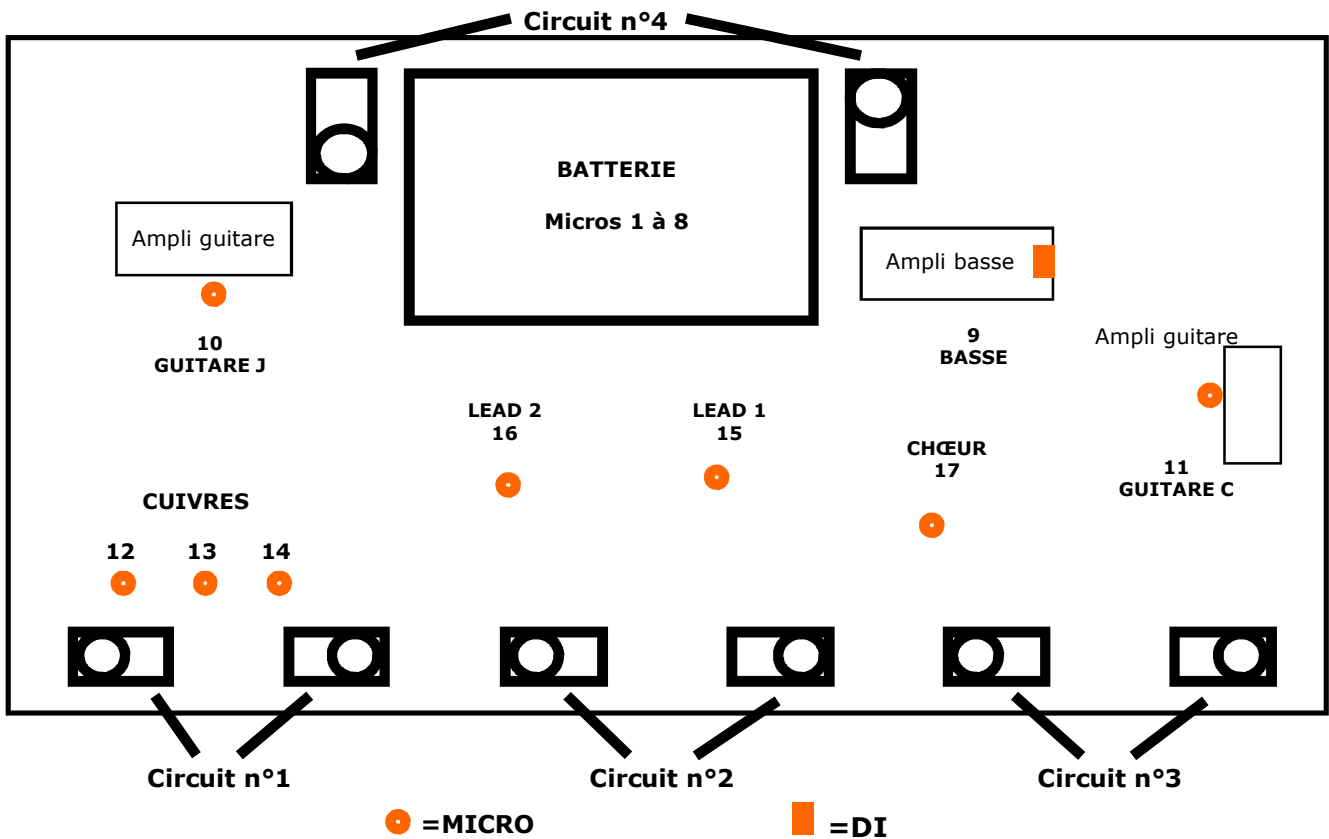 Circuit n°4
BATTERIE
Micros 1 à 8
Ampli guitare
Ampli basse
10
GUITARE J
9
BASSE
Ampli guitare
LEAD 2
16
LEAD 1
15
CHŒUR
17
11
GUITARE C
CUIVRES
12 13 14
Circuit n°1 Circuit n°2 Circuit n°3
=MICRO =DI